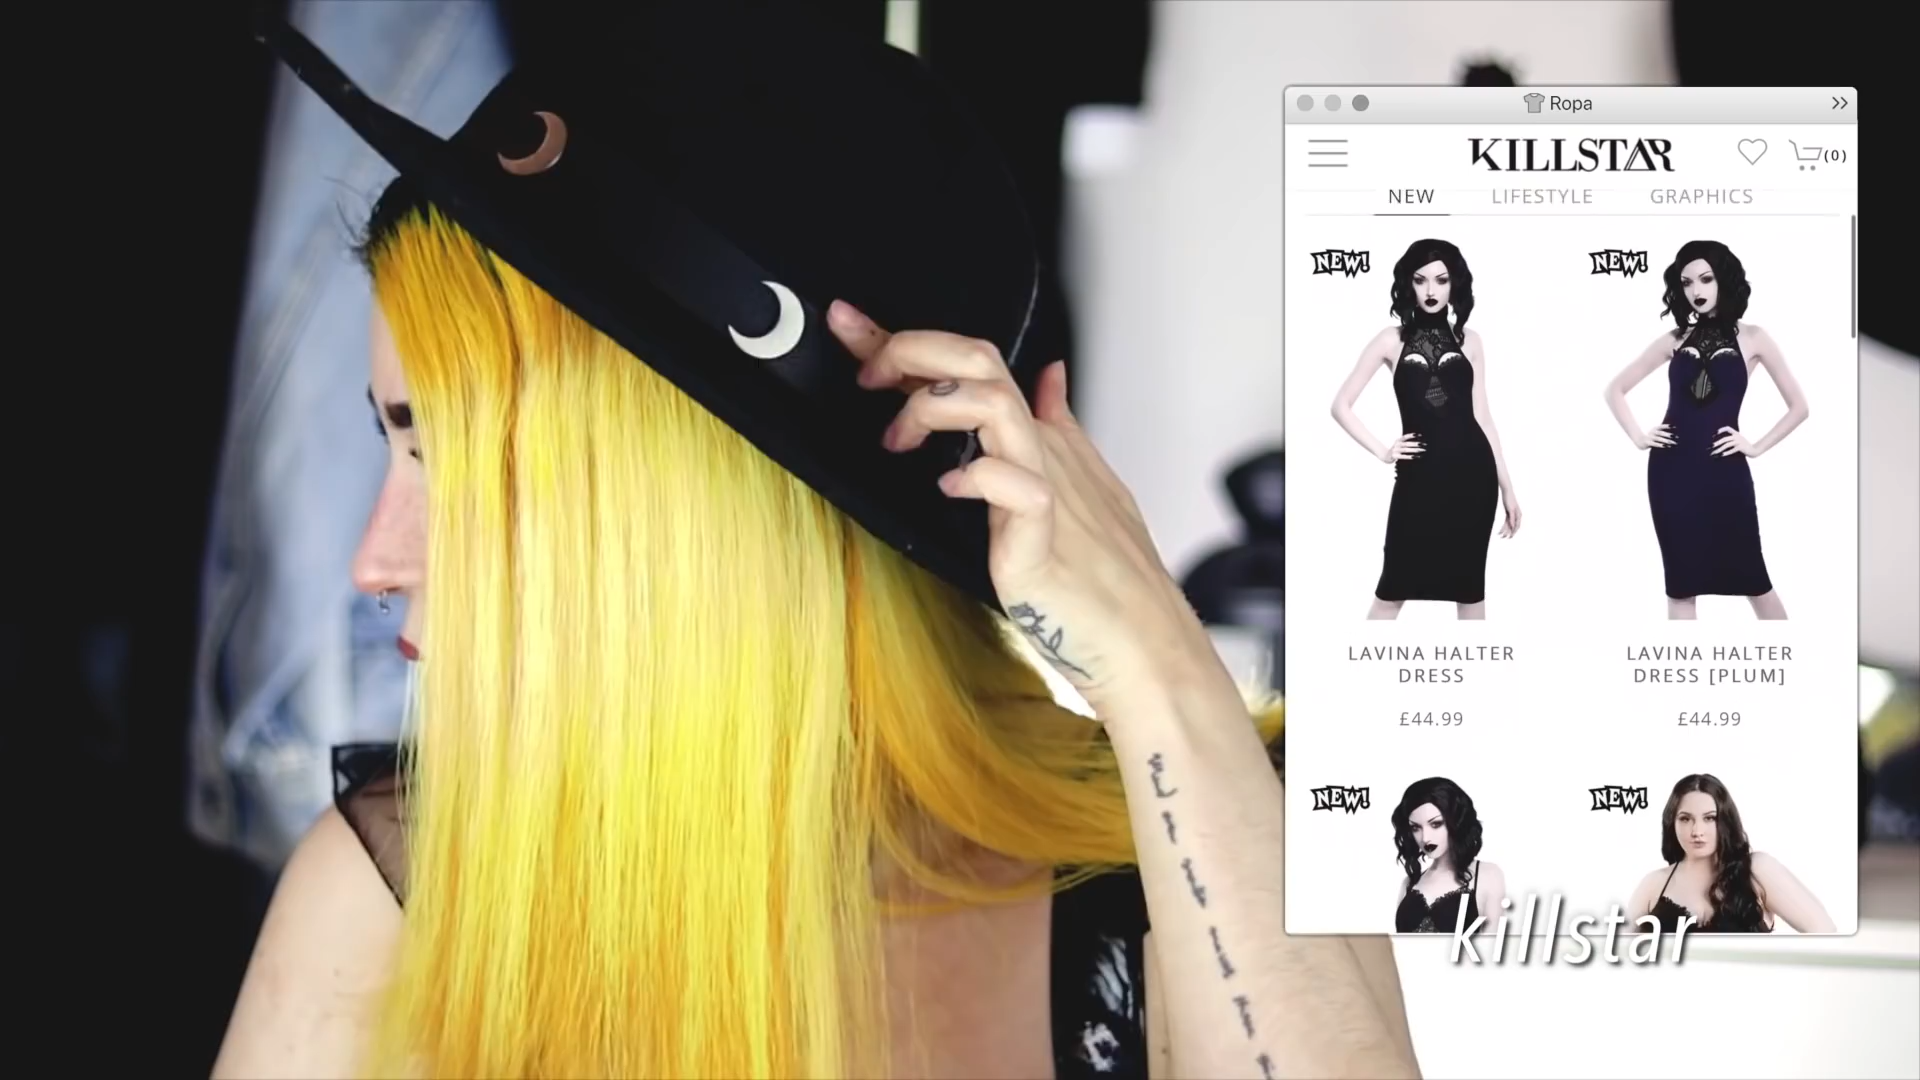 Ropa
KILLSTAR
(0)
NEW LIFESTYLE GRAPHICS
NEW! NEW!
LAVINA HALTER
DRESS
£44.99
LAVINA HALTER
DRESS [PLUM]
£44.99
NEW! NEW!
killstar